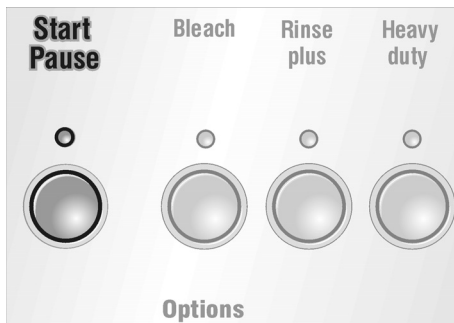 Start
Pause
Bleach
Rinse
plus
Heavy
duty
Options